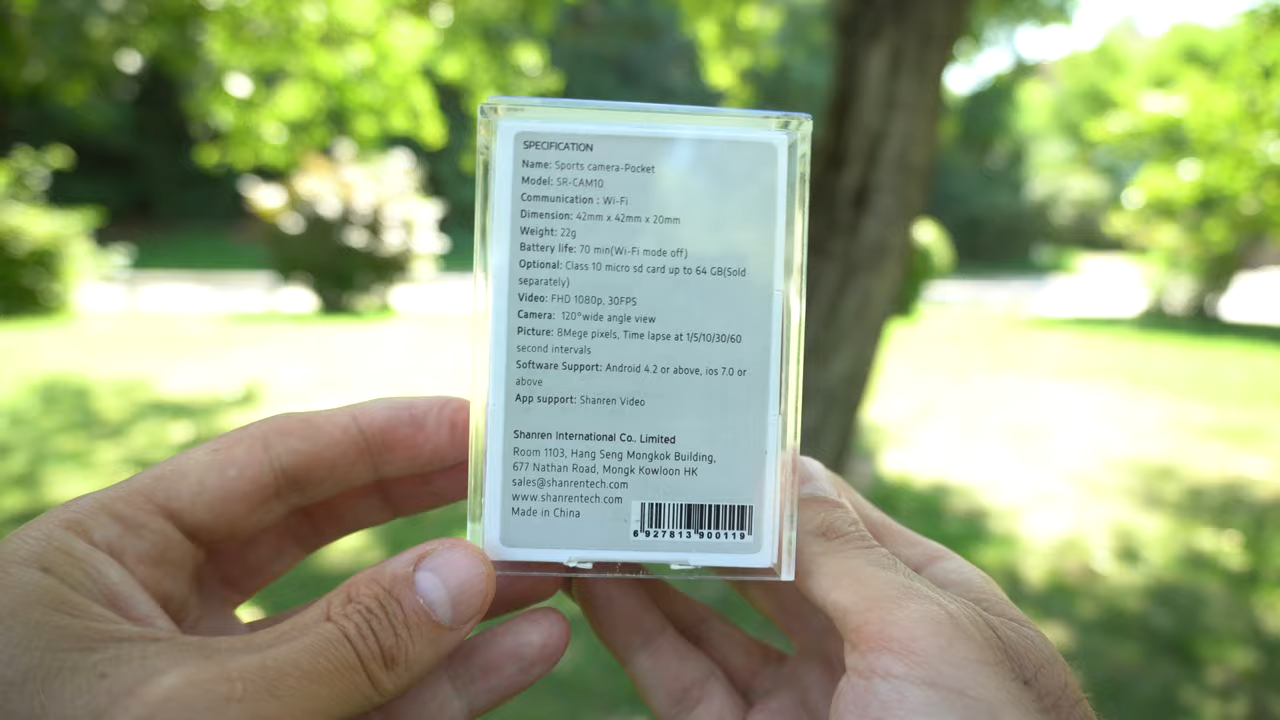 SPECIFICATION
Name: Sports camera-Pocket
Model: SR-CAM10
Communication : Wi-Fi
Dimension: 42mm x 42mm x 20mm
Weight: 22g
Battery life: 70 min(Wi-Fi mode off)
Optional: Class 10 micro sd card up to 64 GB(Sold
separately)
Video: FHD 1080p, 30FPS
Camera: 120°wide angle view
Picture: 8Mege pixels, Time lapse at 1/5/10/30/60
second intervals
Software Support: Android 4.2 or above, ios 7.0 or
above
App support: Shanren Video
Shanren International Co., Limited
Room 1103, Hang Seng Mongkok Building,
677 Nathan Road, Mongk Kowloon HK
sales@shanrentech.com
www.shanrentech.com
Made in China
6 927813 900119